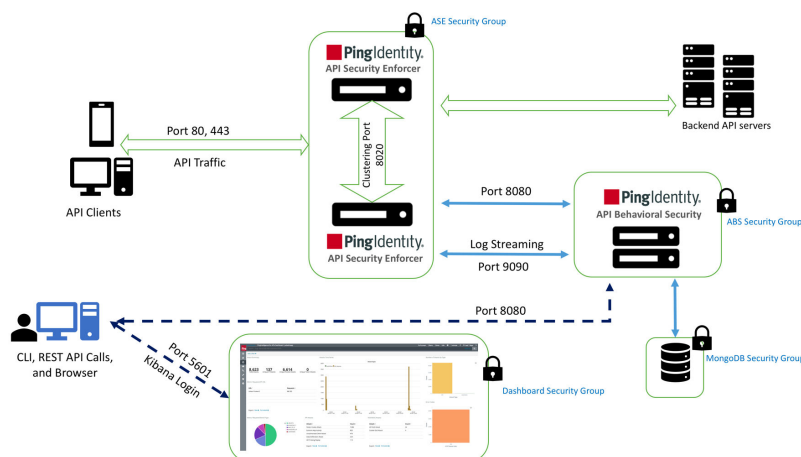 ASE Security Group
PingIdentity.
API Security Enforcer
Clustering Port
8020
PingIdentity.
API Security Enforcer
Port 80, 443
API Traffic
API Clients
Backend API servers
Port 8080
Log Streaming
Port 9090
PingIdentity.
API Behavioral Security
ABS Security Group
Port 8080
CLI, REST API Calls,
and Browser
Port 5601
Kibana Login
Dashboard Security Group
MongoDB Security Group